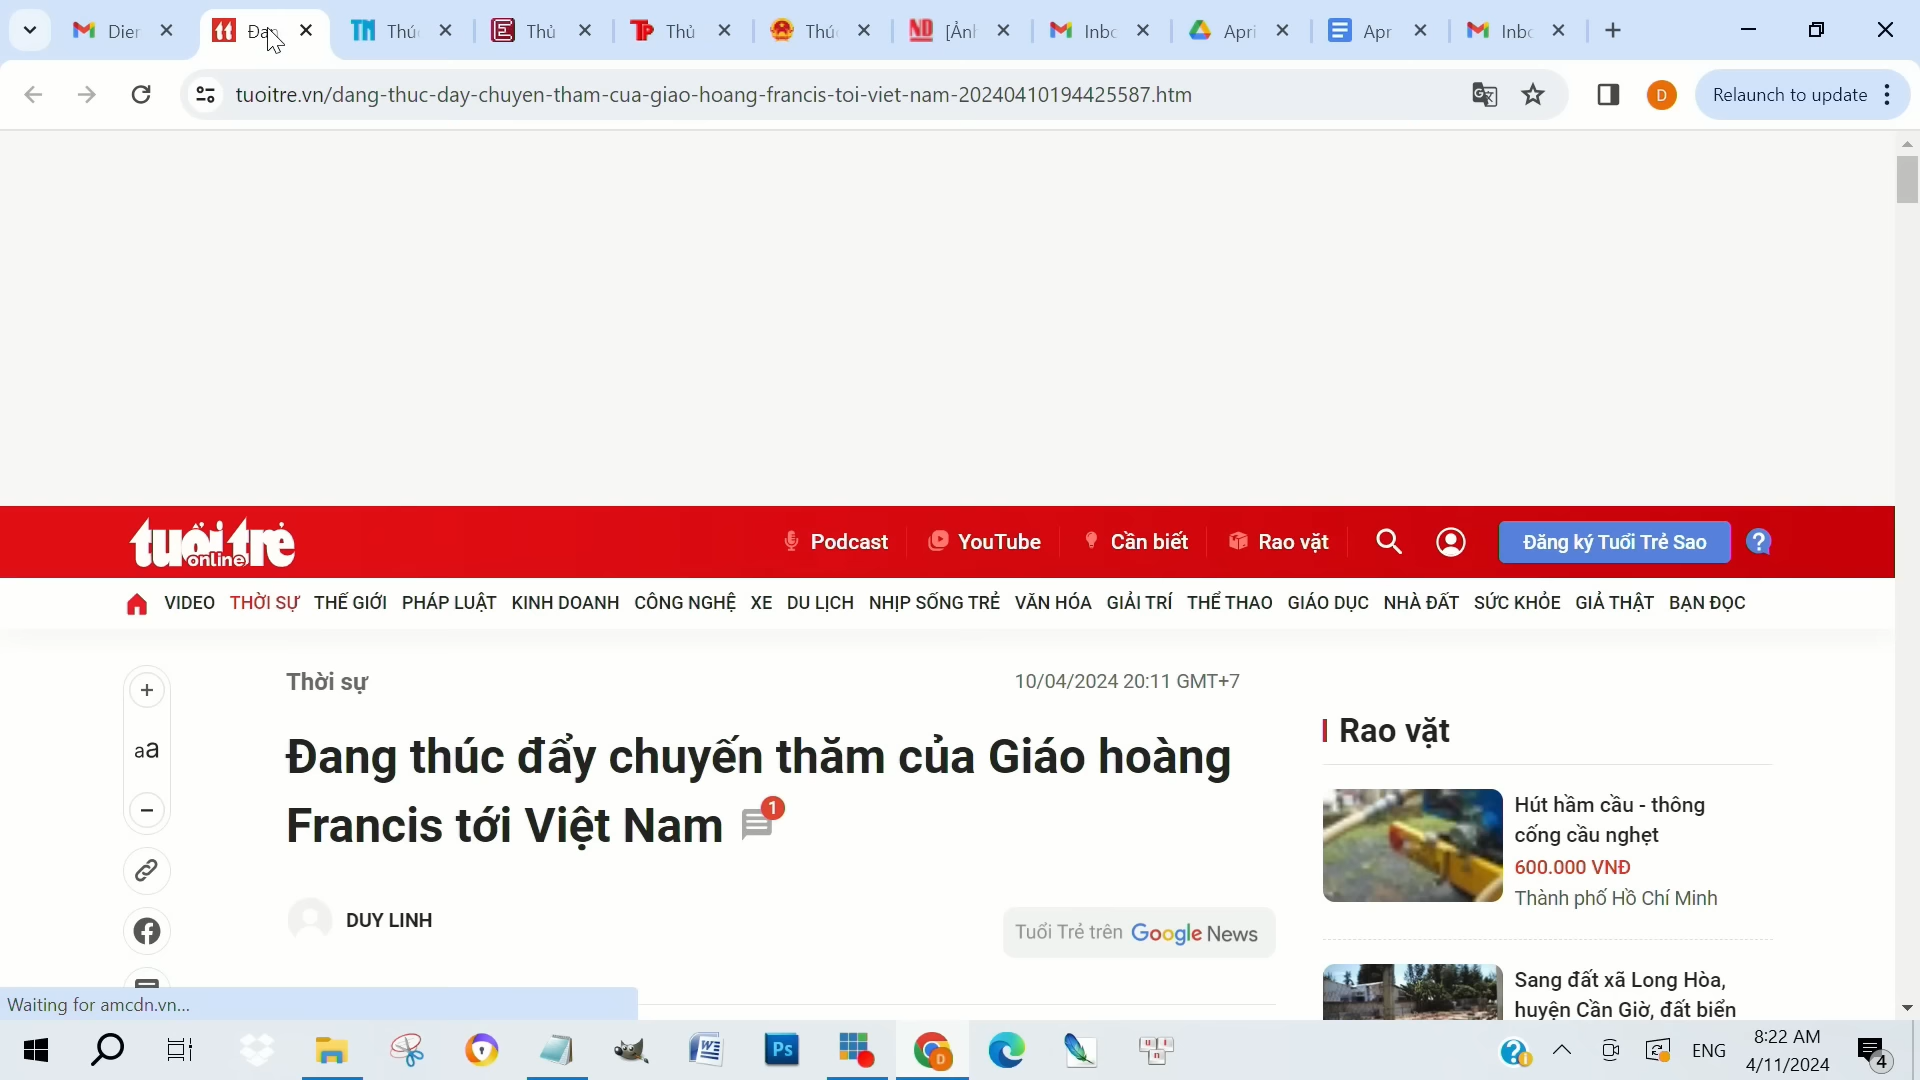 Dier
Đan
Thú
Thủ
Thủ
Thú
[Ảnh
Inbo
Apri
Apr
Inbo
tuoitre.vn/dang-thuc-day-chuyen-tham-cua-giao-hoang-francis-toi-viet-nam-20240410194425587.htm
D
Relaunch to update
tuổi trẻ online
Podcast
YouTube
Cần biết
Rao vặt
Đăng ký Tuổi Trẻ Sao
VIDEO THỜI SỰ THẾ GIỚI PHÁP LUẬT KINH DOANH CÔNG NGHỆ XE DU LỊCH NHỊP SỐNG TRẺ VĂN HÓA GIẢI TRÍ THỂ THAO GIÁO DỤC NHÀ ĐẤT SỨC KHỎE GIẢ THẬT BẠN ĐỌC
Thời sự
10/04/2024 20:11 GMT+7
Đang thúc đẩy chuyến thăm của Giáo hoàng
Francis tới Việt Nam
1
aa
DUY LINH
Tuổi Trẻ trên Google News
Rao vặt
Hút hầm cầu - thông
cống cầu nghẹt
600.000 VNĐ
Thành phố Hồ Chí Minh
Sang đất xã Long Hòa,
huyện Cần Giờ, đất biển
Waiting for amcdn.vn...
ENG
8:22 AM
4/11/2024
4